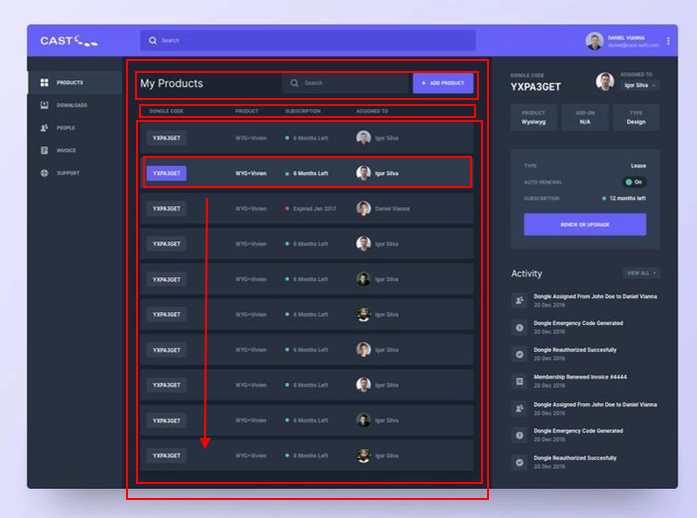 CAST
Search
DANIEL VIANNA
daniel@cast-soft.com
PRODUCTS
DOWNLOADS
PEOPLE
INVOICE
SUPPORT
My Products
Search
+ ADD PRODUCT
DONGLE CODE PRODUCT SUBSCRIPTION ASSIGNED TO
YXPA3GET WYG+Vivien 6 Months Left Igor Silva
YXPA3GET WYG+Vivien 6 Months Left Igor Silva
YXPA3GET WYG+Vivien Expired Jan 2017 Daniel Vianna
YXPA3GET WYG+Vivien 6 Months Left Igor Silva
YXPA3GET WYG+Vivien 6 Months Left Igor Silva
YXPA3GET WYG+Vivien 6 Months Left Igor Silva
YXPA3GET WYG+Vivien 6 Months Left Igor Silva
YXPA3GET WYG+Vivien 6 Months Left Igor Silva
YXPA3GET WYG+Vivien 6 Months Left Igor Silva
YXPA3GET WYG+Vivien 6 Months Left Igor Silva
DONGLE CODE
YXPA3GET
ASSIGNED TO
Igor Silva
PRODUCT
Wysiwyg
ADD-ON
N/A
TYPE
Design
TYPE Lease
AUTO-RENEWAL On
SUBSCRIPTION 12 months left
RENEW OR UPGRADE
Activity
VIEW ALL
Dongle Assigned From John Doe to Daniel Vianna
20 Dec 2016
Dongle Emergency Code Generated
20 Dec 2016
Dongle Reauthorized Succesfully
20 Dec 2016
Membership Renewed Invoice #4444
20 Dec 2016
Dongle Assigned From John Doe to Daniel Vianna
20 Dec 2016
Dongle Emergency Code Generated
20 Dec 2016
Dongle Reauthorized Succesfully
20 Dec 2016